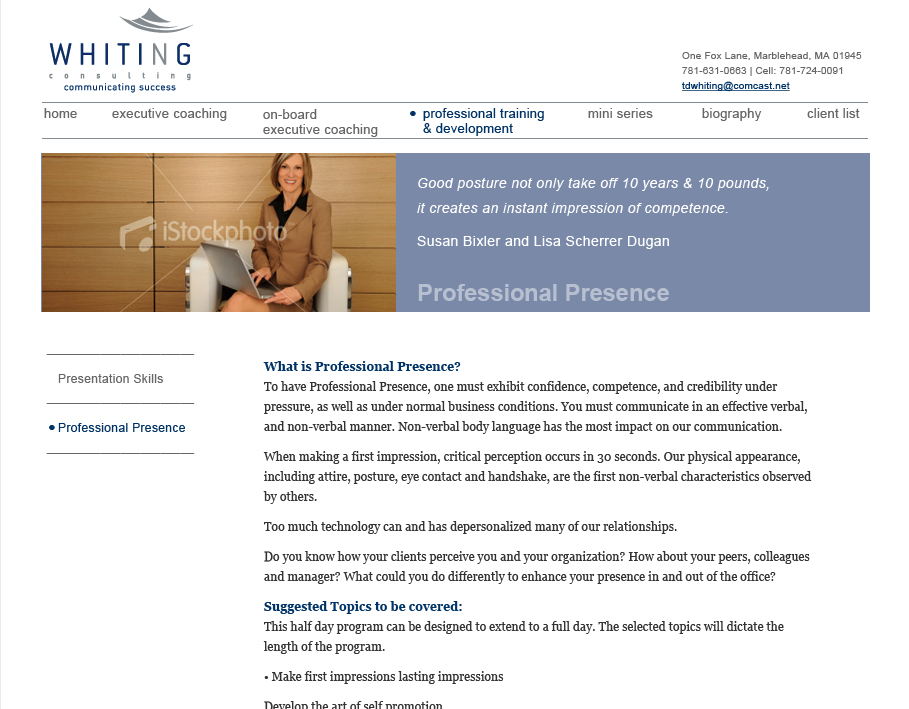 WHITING
consulting
communicating success
One Fox Lane, Marblehead, MA 01945
781-631-0663 | Cell: 781-724-0091
tdwhiting@comcast.net
home
executive coaching
on-board
executive coaching
• professional training
& development
mini series
biography
client list
iStockphoto
Good posture not only take off 10 years & 10 pounds,
it creates an instant impression of competence.
Susan Bixler and Lisa Scherrer Dugan
Professional Presence
Presentation Skills
• Professional Presence
What is Professional Presence?
To have Professional Presence, one must exhibit confidence, competence, and credibility under
pressure, as well as under normal business conditions. You must communicate in an effective verbal,
and non-verbal manner. Non-verbal body language has the most impact on our communication.
When making a first impression, critical perception occurs in 30 seconds. Our physical appearance,
including attire, posture, eye contact and handshake, are the first non-verbal characteristics observed
by others.
Too much technology can and has depersonalized many of our relationships.
Do you know how your clients perceive you and your organization? How about your peers, colleagues
and manager? What could you do differently to enhance your presence in and out of the office?
Suggested Topics to be covered:
This half day program can be designed to extend to a full day. The selected topics will dictate the
length of the program.
• Make first impressions lasting impressions
Develop the art of self promotion